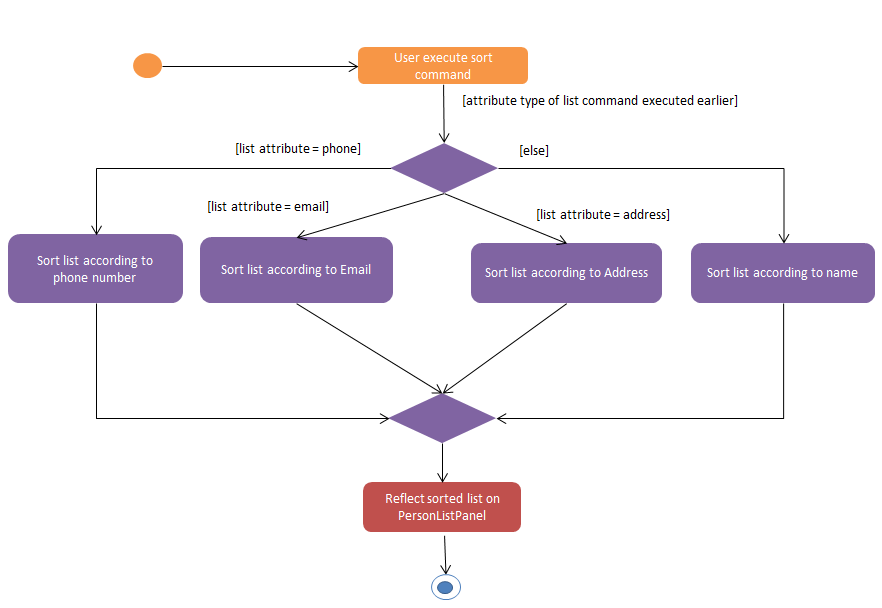 User execute sort
command
[attribute type of list command executed earlier]
[list attribute = phone]
[else]
[list attribute = email]
[list attribute = address]
Sort list according to
phone number
Sort list according to Email
Sort list according to Address
Sort list according to name
Reflect sorted list on
PersonListPanel